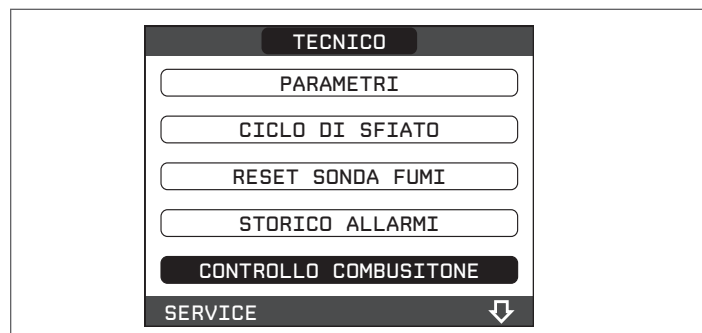 TECNICO
PARAMETRI
CICLO DI SFIATO
RESET SONDA FUMI
STORICO ALLARMI
CONTROLLO COMBUSITONE
SERVICE